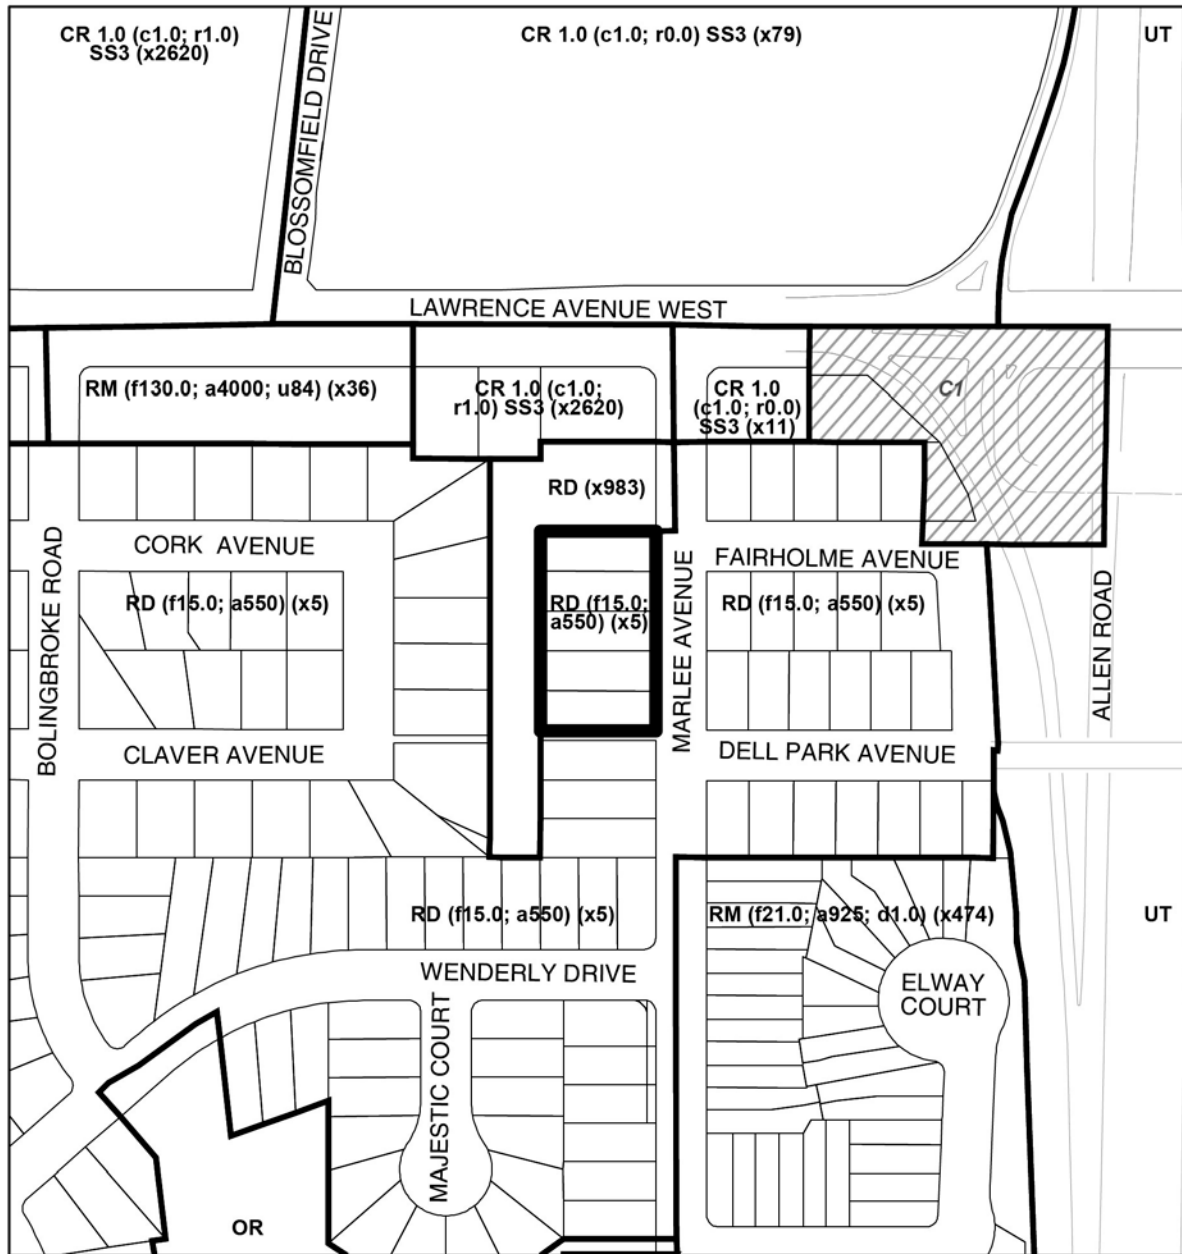 CR 1.0 (c1.0; r1.0)
SS3 (x2620)
BLOSSOMFIELD DRIVE
CR 1.0 (c1.0; r0.0) SS3 (x79)
UT
LAWRENCE AVENUE WEST
RM (f130.0; a4000; u84) (x36)
CR 1.0 (c1.0;
r1.0) SS3 (x2620)
CR 1.0
(c1.0; r0.0)
SS3 (x11)
C1
RD (x983)
BOLINGBROKE ROAD
CORK AVENUE
RD (f15.0; a550) (x5)
CLAVER AVENUE
RD (f15.0;
a550) (x5)
MARLEE AVENUE
FAIRHOLME AVENUE
RD (f15.0; a550) (x5)
DELL PARK AVENUE
ALLEN ROAD
RD (f15.0; a550) (x5)
RM (f21.0; a925; d1.0) (x474)
UT
WENDERLY DRIVE
ELWAY
COURT
MAJESTIC COURT
OR